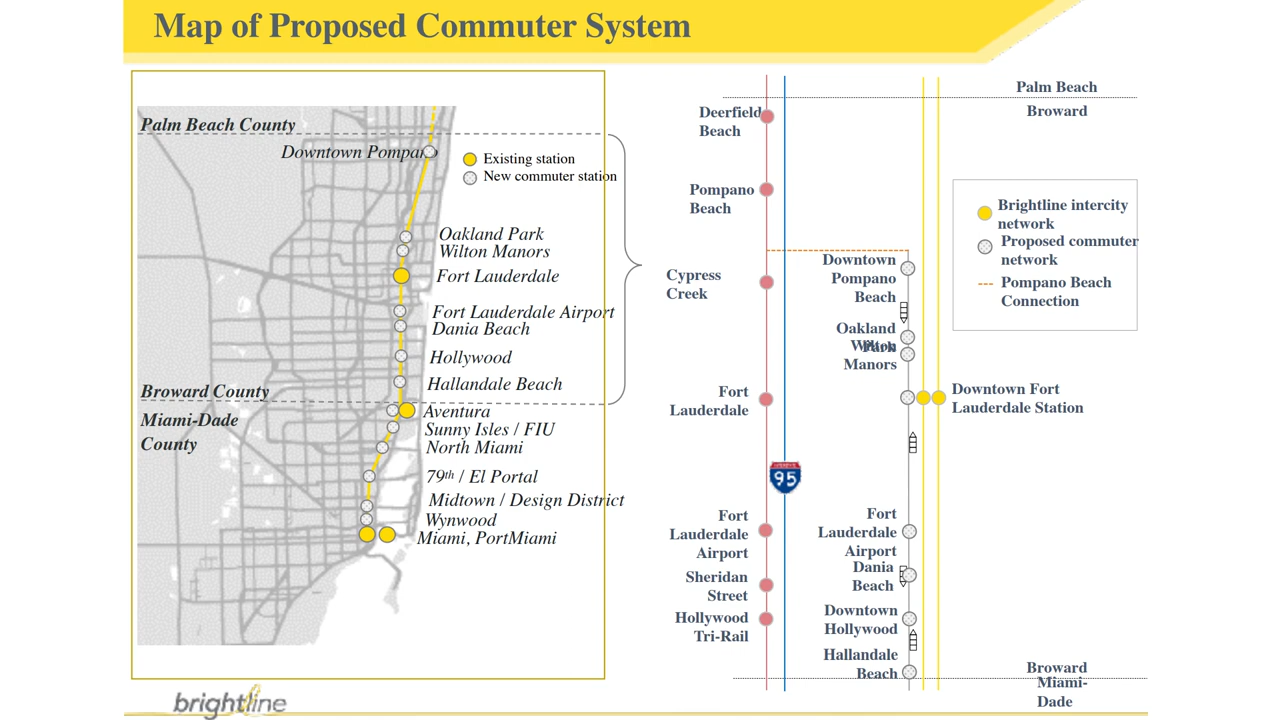 Map of Proposed Commuter System
Palm Beach County
Downtown Pompano
Existing station
New commuter station
Oakland Park
Wilton Manors
Fort Lauderdale
Fort Lauderdale Airport
Dania Beach
Hollywood
Hallandale Beach
Broward County
Miami-Dade
County
Aventura
Sunny Isles / FIU
North Miami
79th / El Portal
Midtown / Design District
Wynwood
Miami, PortMiami
Palm Beach
Broward
Deerfield
Beach
Pompano
Beach
Cypress
Creek
Fort
Lauderdale
95
Fort
Lauderdale
Airport
Sheridan
Street
Hollywood
Tri-Rail
Downtown
Pompano
Beach
Oakland
Park
Wilton
Manors
Downtown Fort
Lauderdale Station
Fort
Lauderdale
Airport
Dania
Beach
Downtown
Hollywood
Hallandale
Beach
Brightline intercity
network
Proposed commuter
network
Pompano Beach
Connection
Broward
Miami-
Dade
brightline